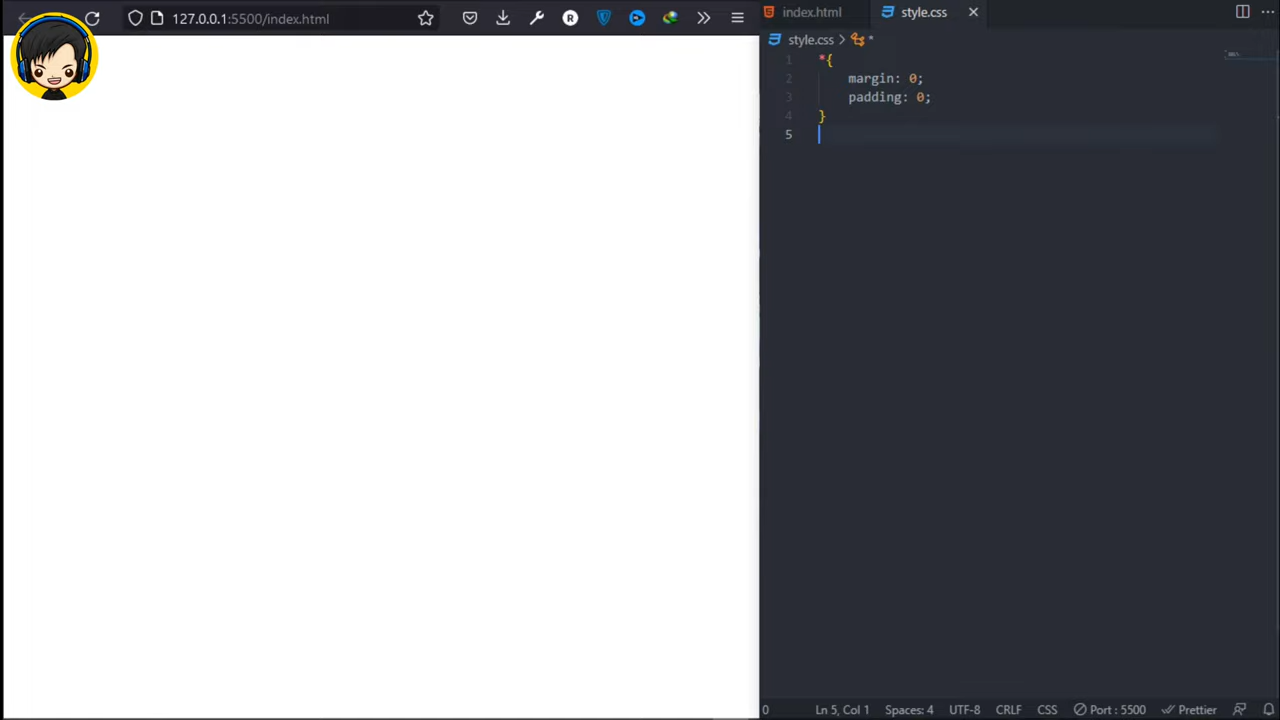 127.0.0.1:5500/index.html
R
index.html
style.css
style.css > *
1 *{
2 margin: 0;
3 padding: 0;
4 }
5
0 Ln 5, Col 1 Spaces: 4 UTF-8 CRLF CSS Port : 5500 Prettier